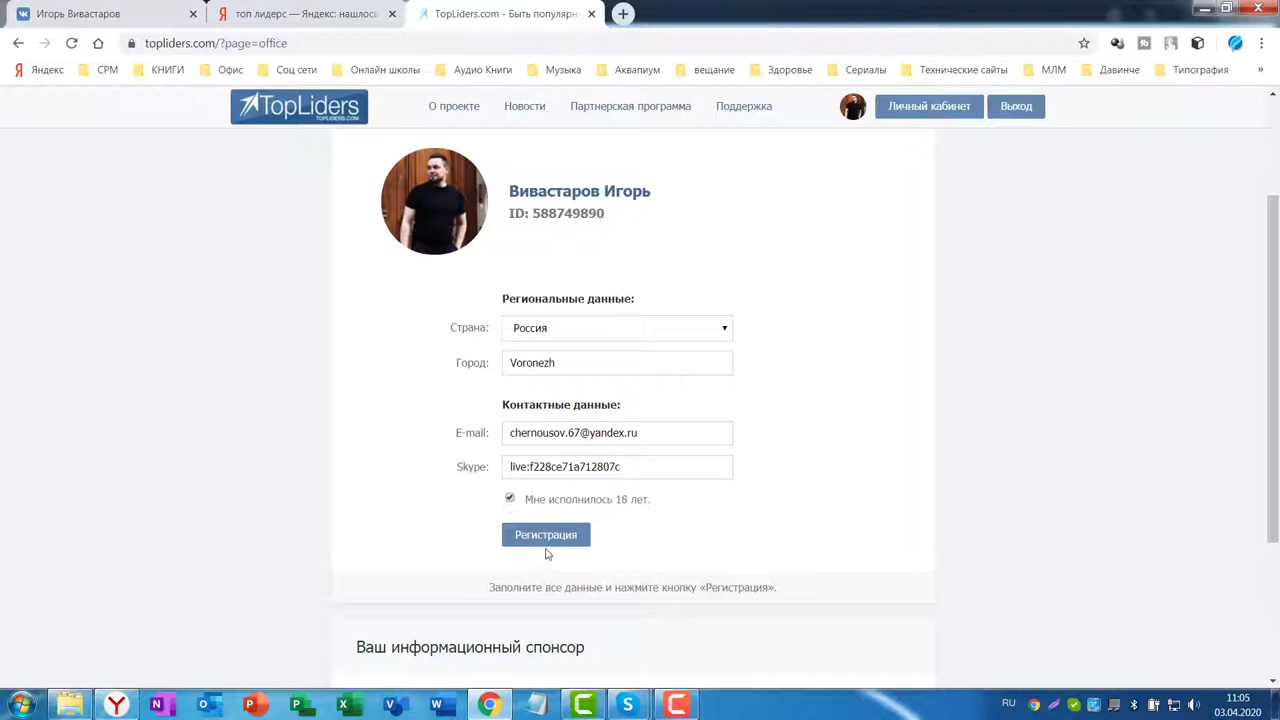 Игорь Вивастаров
топ лидерс — Яндекс: нашлось
TopLiders.com - Быть популярн
topliders.com/?page=office
Яндекс СРМ КНИГИ Офис Соц сети Онлайн школы Аудио Книги Музыка Аквапиум вещание Здоровье Сериалы Технические сайты МЛМ Давинче Типография »
TopLiders
TOPLIDERS.COM
О проекте Новости Партнерская программа Поддержка Личный кабинет Выход
Вивастаров Игорь
ID: 588749890
Региональные данные:
Страна: Россия
Город: Voronezh
Контактные данные:
E-mail: chernousov.67@yandex.ru
Skype: live:f228ce71a712807c
Мне исполнилось 18 лет.
Регистрация
Заполните все данные и нажмите кнопку «Регистрация».
Ваш информационный спонсор
RU
11:05
03.04.2020